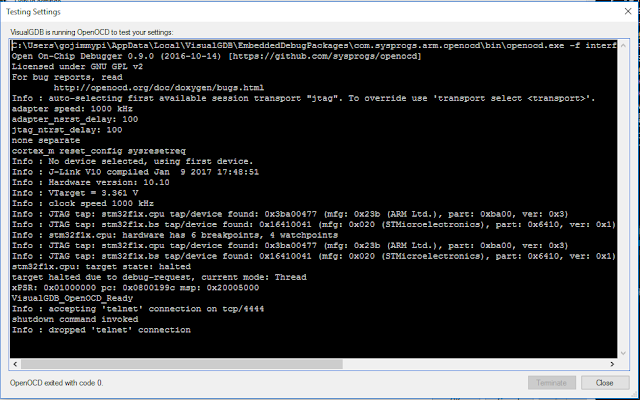 Testing Settings
VisualGDB is running OpenOCD to test your settings:
C:\Users\gojimmypi\AppData\Local\VisualGDB\EmbeddedDebugPackages\com.sysprogs.arm.openocd\bin\openocd.exe -f interf
Open On-Chip Debugger 0.9.0 (2016-10-14) [https://github.com/sysprogs/openocd]
Licensed under GNU GPL v2
For bug reports, read
http://openocd.org/doc/doxygen/bugs.html
Info : auto-selecting first available session transport "jtag". To override use 'transport select <transport>'.
adapter speed: 1000 kHz
adapter_nsrst_delay: 100
jtag_ntrst_delay: 100
none separate
cortex_m reset_config sysresetreq
Info : No device selected, using first device.
Info : J-Link V10 compiled Jan  9 2017 17:48:51
Info : Hardware version: 10.10
Info : VTarget = 3.361 V
Info : clock speed 1000 kHz
Info : JTAG tap: stm32f1x.cpu tap/device found: 0x3ba00477 (mfg: 0x23b (ARM Ltd.), part: 0xba00, ver: 0x3)
Info : JTAG tap: stm32f1x.bs tap/device found: 0x16410041 (mfg: 0x020 (STMicroelectronics), part: 0x6410, ver: 0x1)
Info : stm32f1x.cpu: hardware has 6 breakpoints, 4 watchpoints
Info : JTAG tap: stm32f1x.cpu tap/device found: 0x3ba00477 (mfg: 0x23b (ARM Ltd.), part: 0xba00, ver: 0x3)
Info : JTAG tap: stm32f1x.bs tap/device found: 0x16410041 (mfg: 0x020 (STMicroelectronics), part: 0x6410, ver: 0x1)
stm32f1x.cpu: target state: halted
target halted due to debug-request, current mode: Thread
xPSR: 0x01000000 pc: 0x0800199c msp: 0x20005000
VisualGDB_OpenOCD_Ready
Info : accepting 'telnet' connection on tcp/4444
shutdown command invoked
Info : dropped 'telnet' connection
OpenOCD exited with code 0.
Terminate
Close